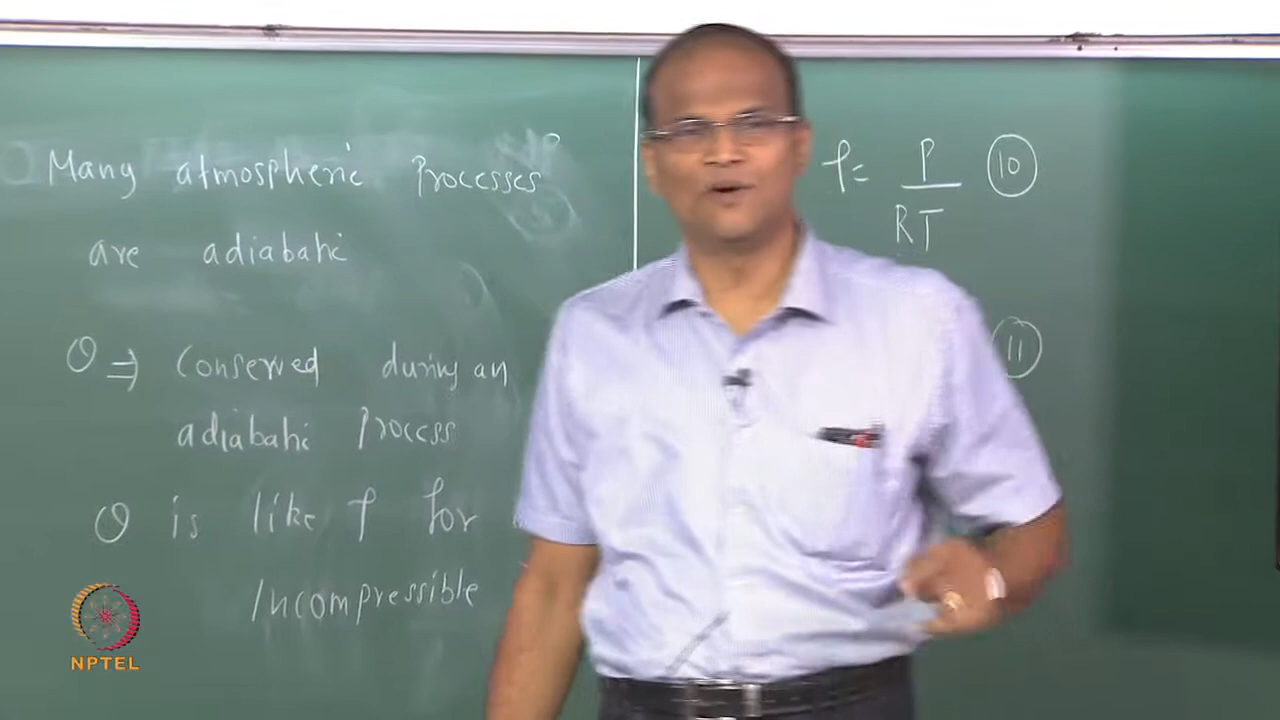 Many atmospheric Processes
are adiabatic
θ ⇒ Conserved during an
adiabatic Process
θ is like ρ for
Incompressible
ρ = P / RT ⑩
⑪
NPTEL